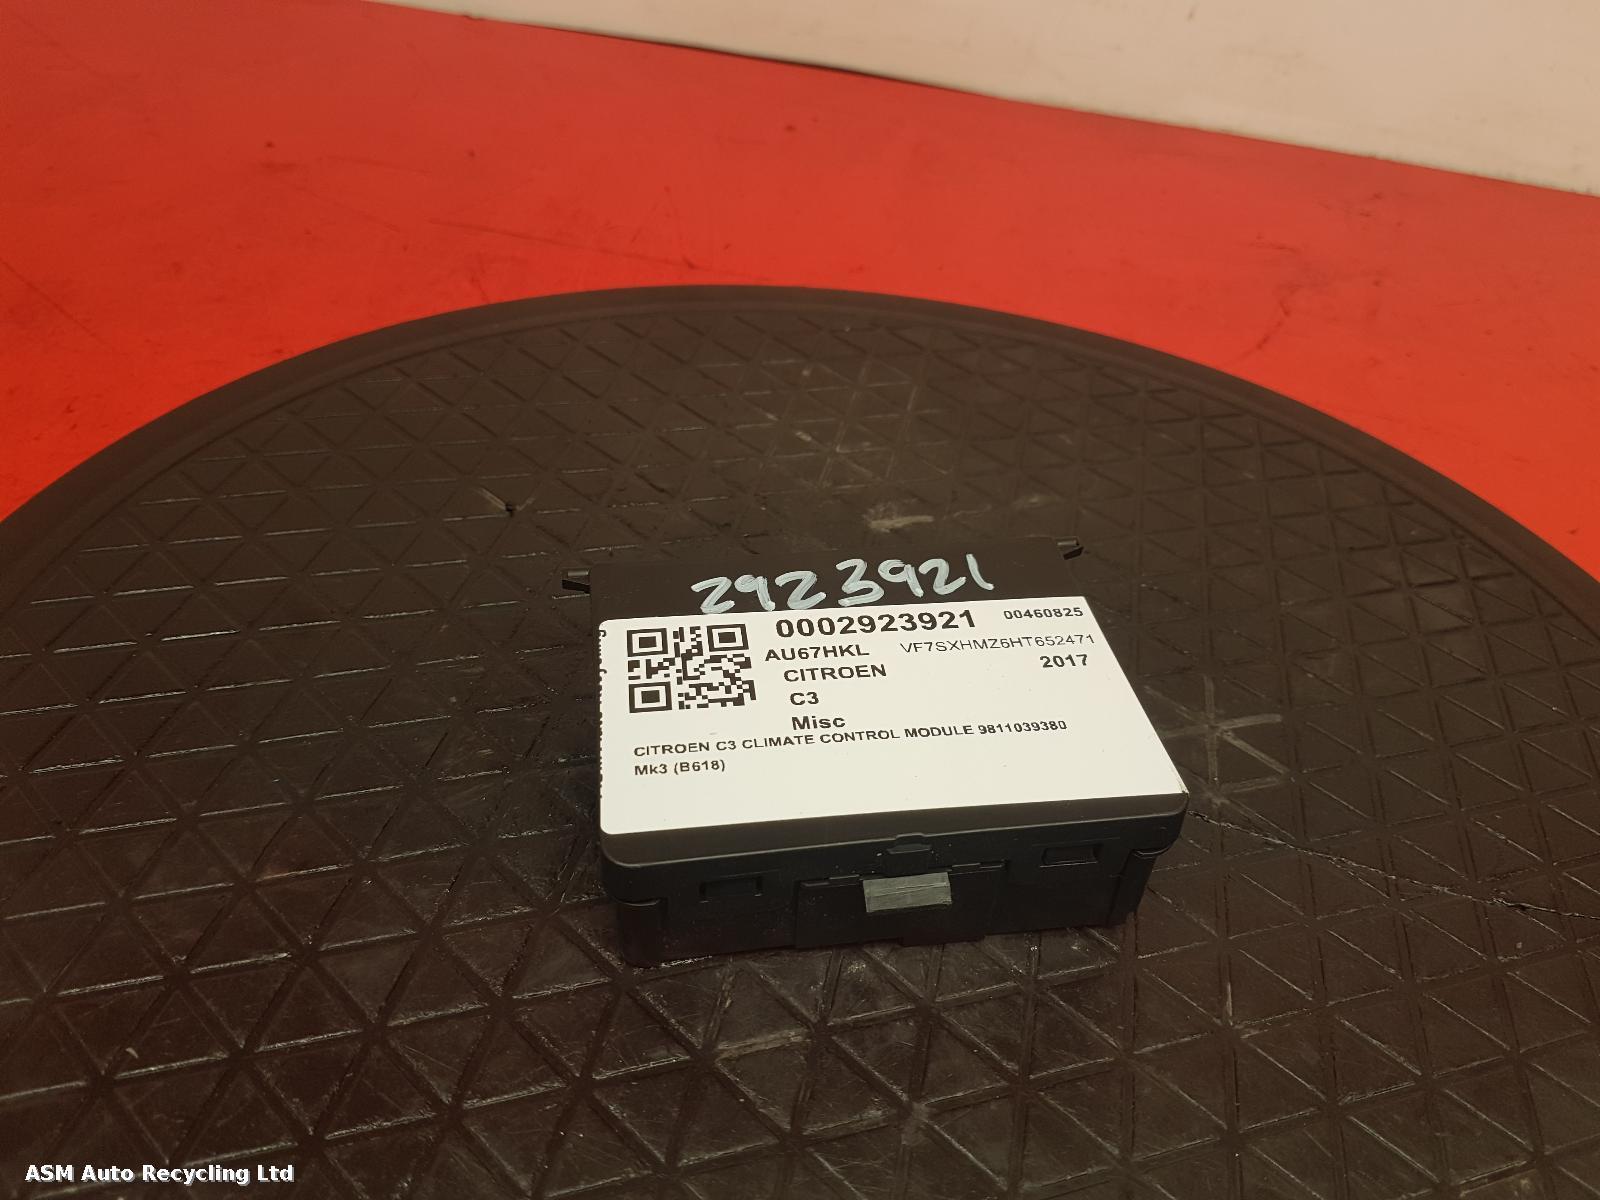 2923921
0002923921 00460825
AU67HKL VF7SXHMZ6HT652471
CITROEN 2017
C3
Misc
CITROEN C3 CLIMATE CONTROL MODULE 9811039380
Mk3 (B618)
ASM Auto Recycling Ltd